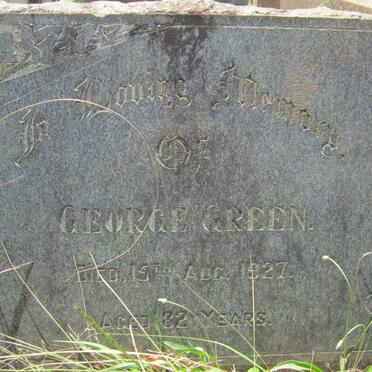 In Loving Memory
Of
GEORGE GREEN.
DIED 15TH AUG. 1927.
AGED 82 YEARS.